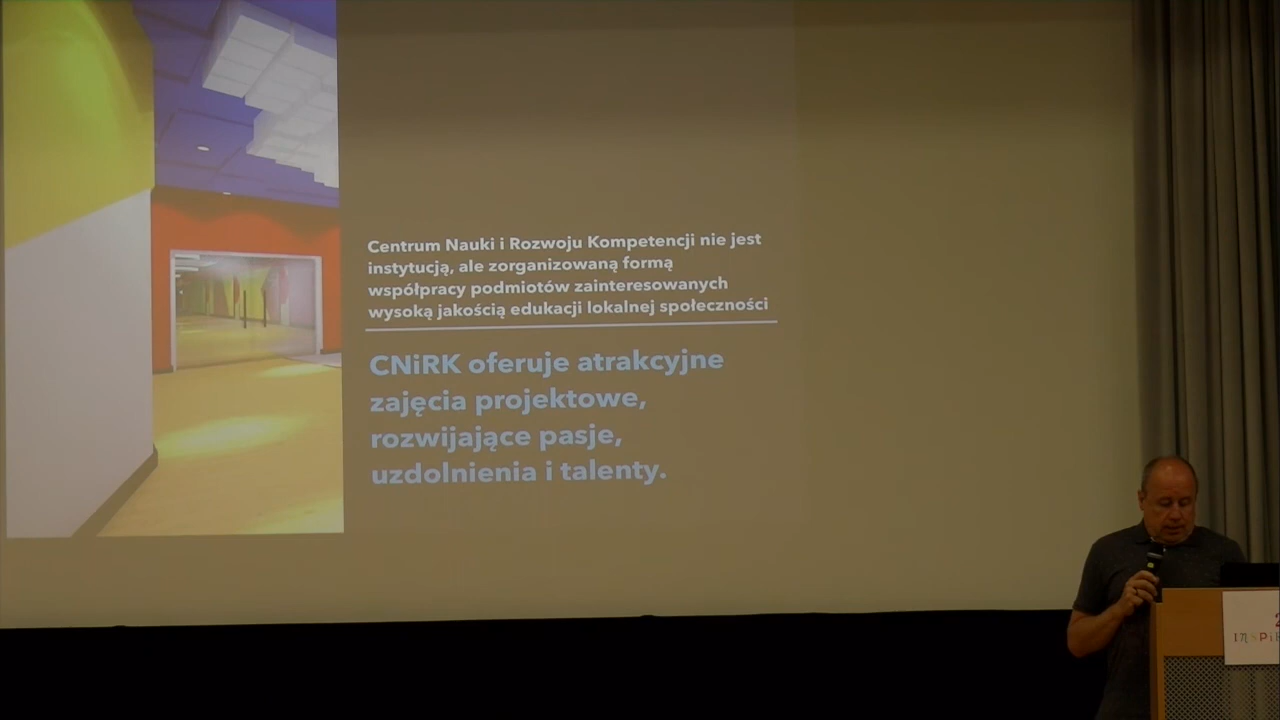 Centrum Nauki i Rozwoju Kompetencji nie jest
instytucją, ale zorganizowaną formą
współpracy podmiotów zainteresowanych
wysoką jakością edukacji lokalnej społeczności
CNiRK oferuje atrakcyjne
zajęcia projektowe,
rozwijające pasje,
uzdolnienia i talenty.